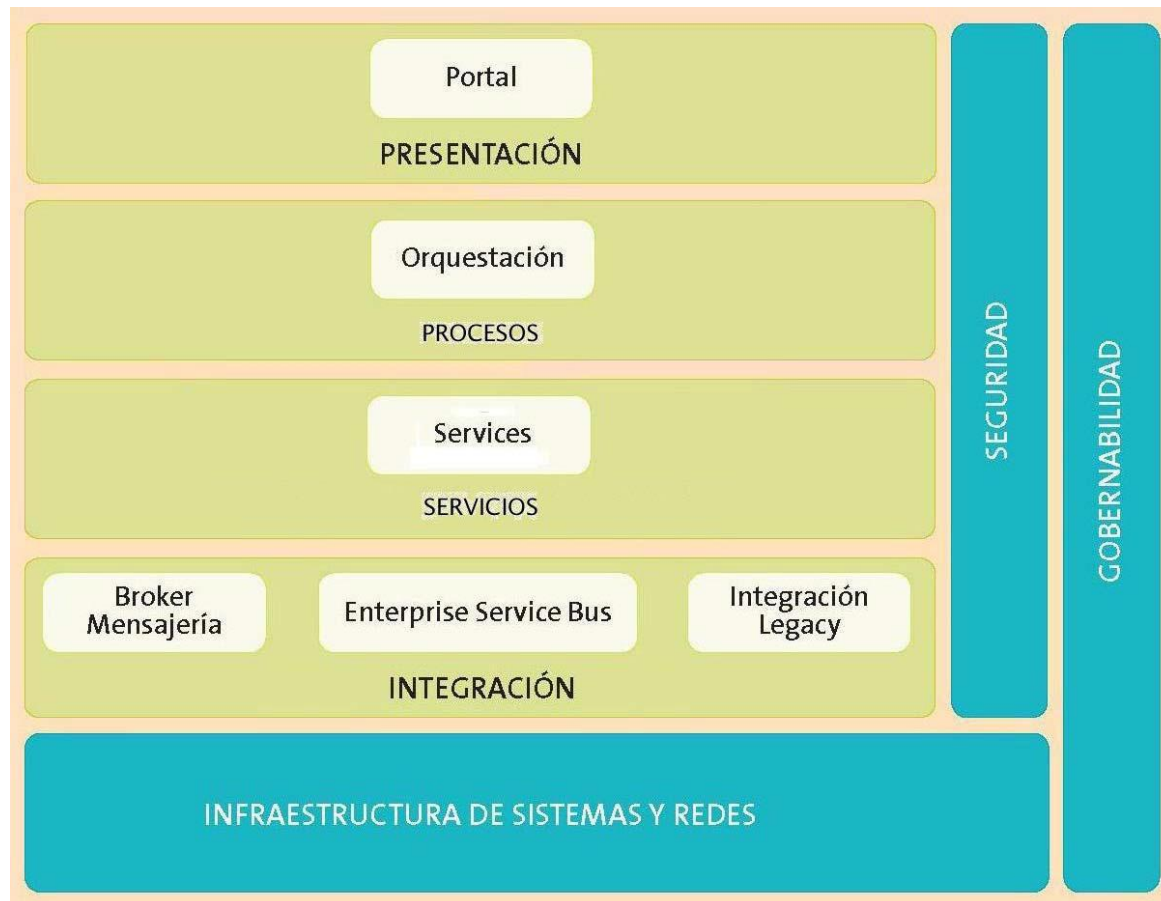 Portal
PRESENTACIÓN
Orquestación
PROCESOS
Services
SERVICIOS
Broker
Mensajería
Enterprise Service Bus
Integración
Legacy
INTEGRACIÓN
INFRAESTRUCTURA DE SISTEMAS Y REDES
SEGURIDAD
GOBERNABILIDAD